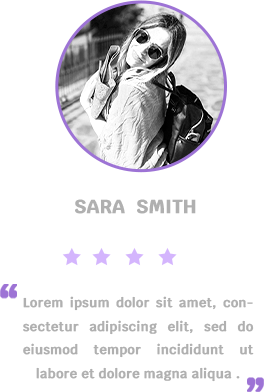 SARA SMITH
Lorem ipsum dolor sit amet, con-
sectetur adipiscing elit, sed do
eiusmod tempor incididunt ut
labore et dolore magna aliqua .